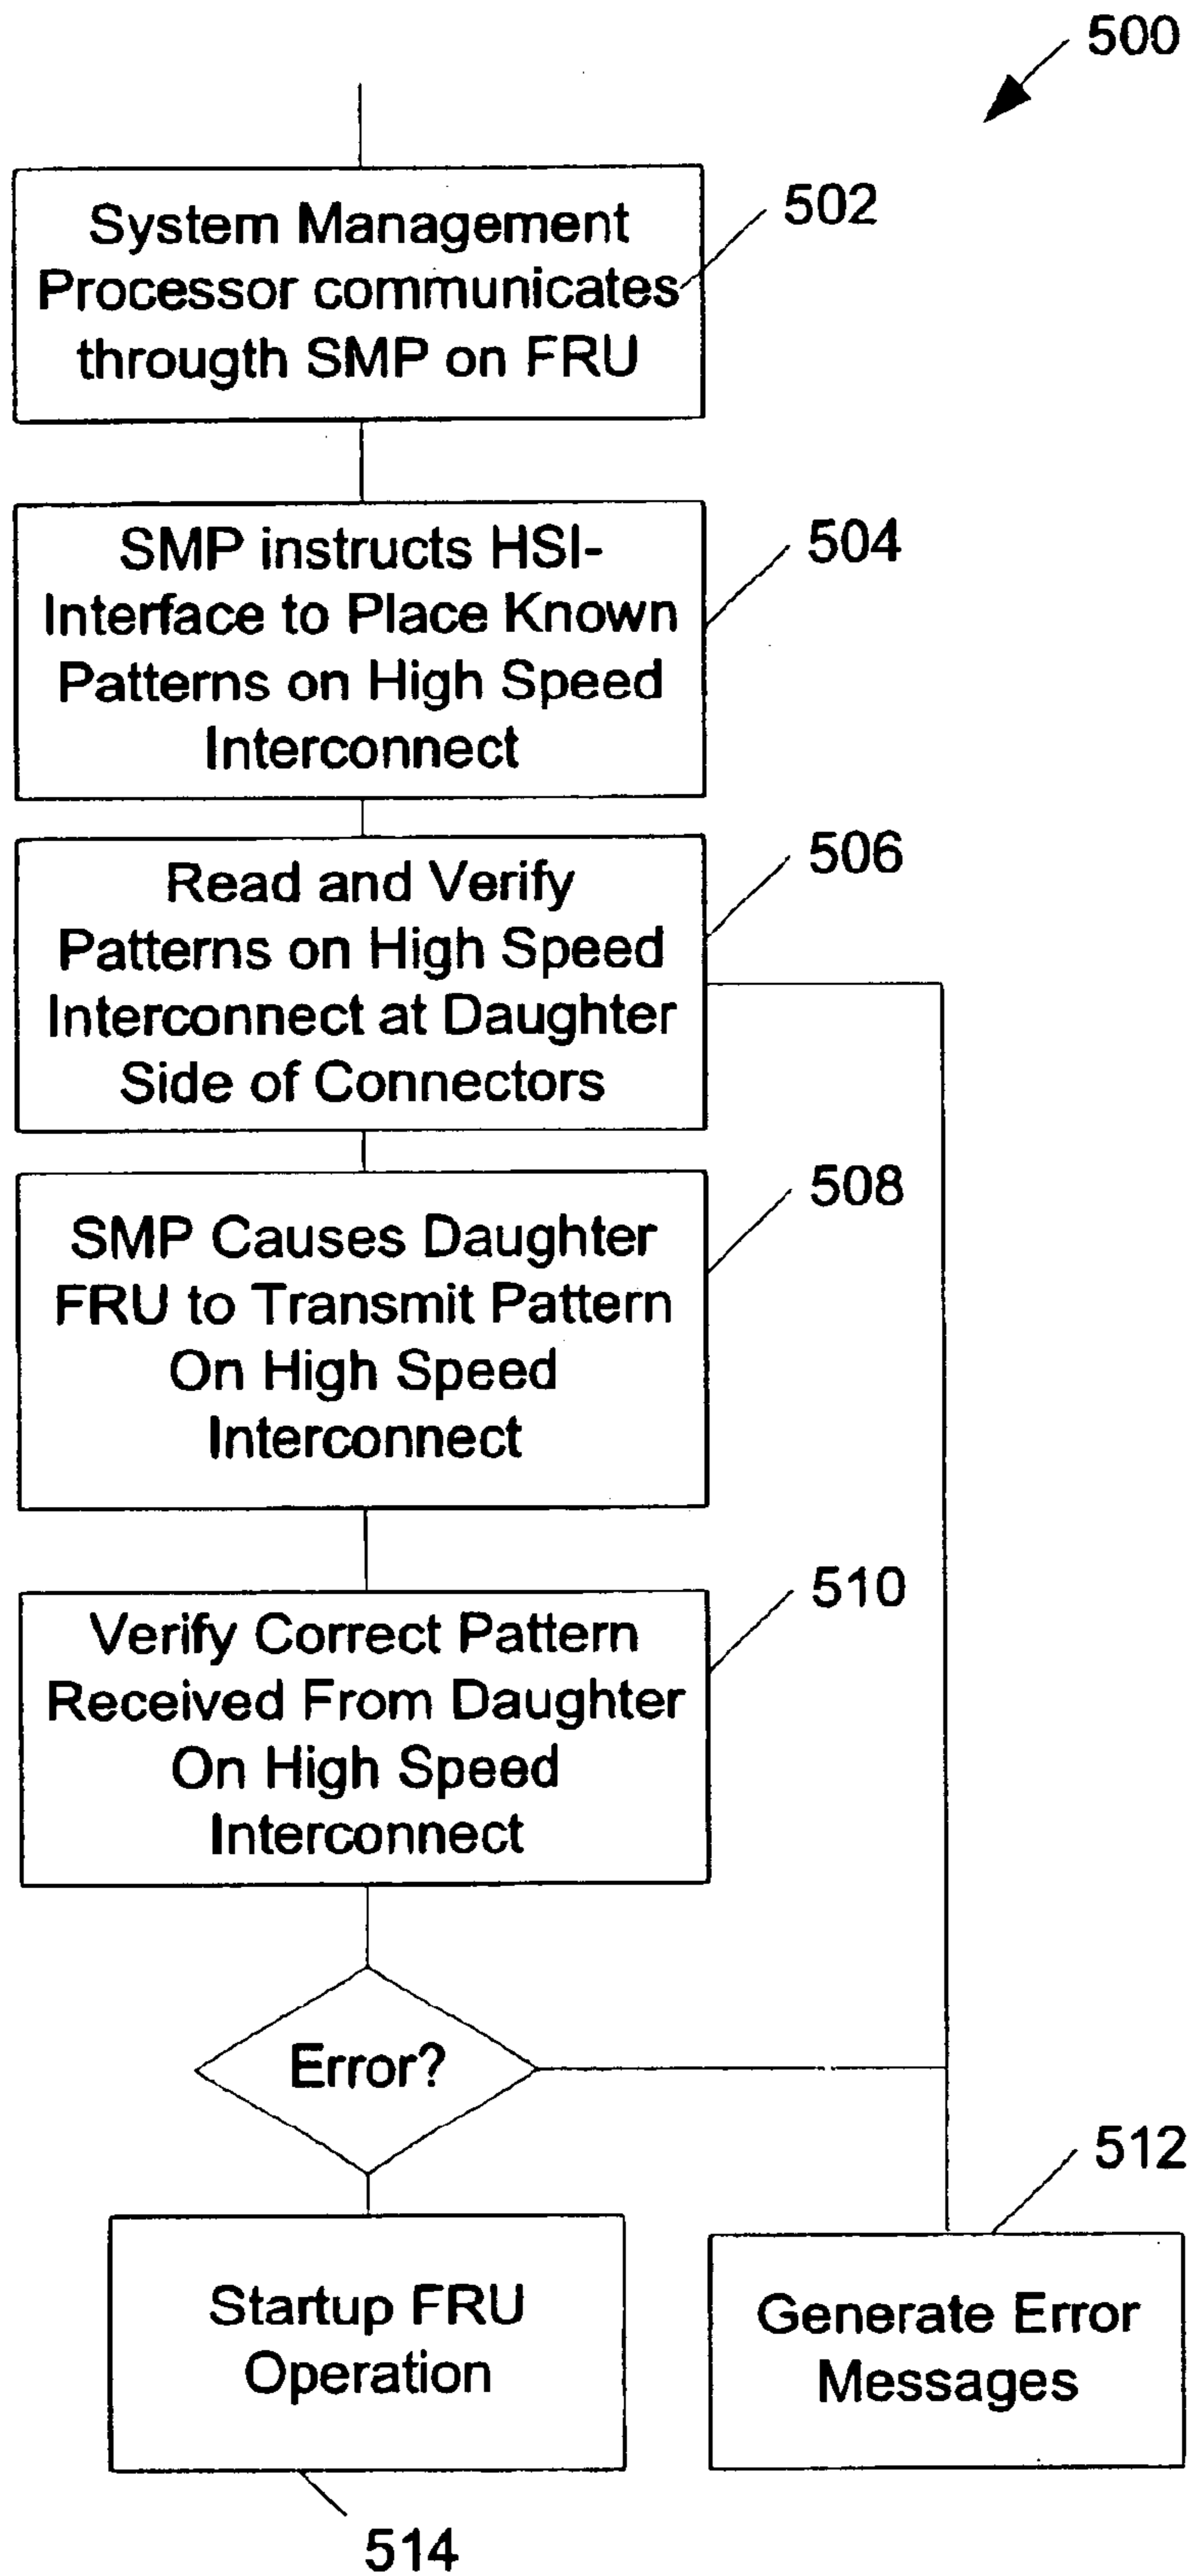 500
System Management
Processor communicates
througth SMP on FRU
502
SMP instructs HSI-
Interface to Place Known
Patterns on High Speed
Interconnect
504
Read and Verify
Patterns on High Speed
Interconnect at Daughter
Side of Connectors
506
SMP Causes Daughter
FRU to Transmit Pattern
On High Speed
Interconnect
508
Verify Correct Pattern
Received From Daughter
On High Speed
Interconnect
510
Error?
512
Startup FRU
Operation
Generate Error
Messages
514